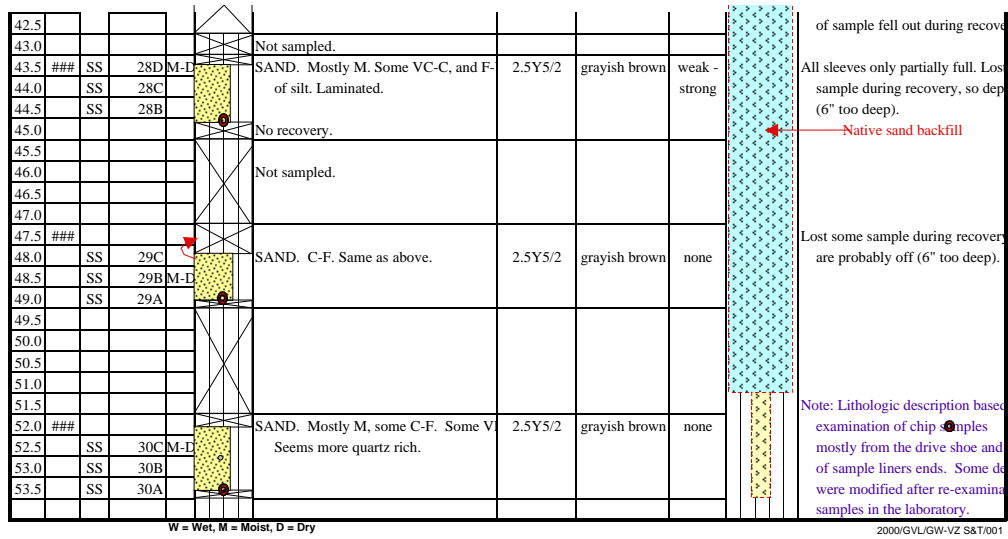 42.5 of sample fell out during recove
43.0 Not sampled.
43.5 ### SS 28D M-D SAND. Mostly M. Some VC-C, and F- 2.5Y5/2 grayish brown weak - All sleeves only partially full. Lost
44.0 SS 28C of silt. Laminated. strong sample during recovery, so dep
44.5 SS 28B (6" too deep).
45.0 No recovery. Native sand backfill
45.5
46.0 Not sampled.
46.5
47.0
47.5 ### Lost some sample during recovery
48.0 SS 29C SAND. C-F. Same as above. 2.5Y5/2 grayish brown none are probably off (6" too deep).
48.5 SS 29B M-D
49.0 SS 29A
49.5
50.0
50.5
51.0
51.5 Note: Lithologic description based
52.0 ### SAND. Mostly M, some C-F. Some VF 2.5Y5/2 grayish brown none examination of chip samples
52.5 SS 30C M-D Seems more quartz rich. mostly from the drive shoe and
53.0 SS 30B of sample liners ends. Some de
53.5 SS 30A were modified after re-examina
samples in the laboratory.
W = Wet, M = Moist, D = Dry 2000/GVL/GW-VZ S&T/001